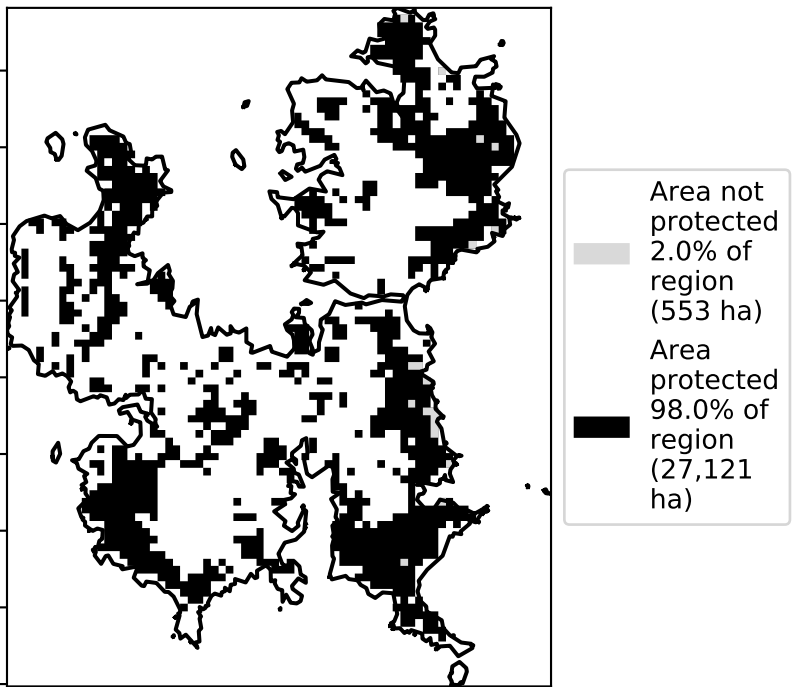 Area not
protected
2.0% of
region
(553 ha)
Area
protected
98.0% of
region
(27,121
ha)